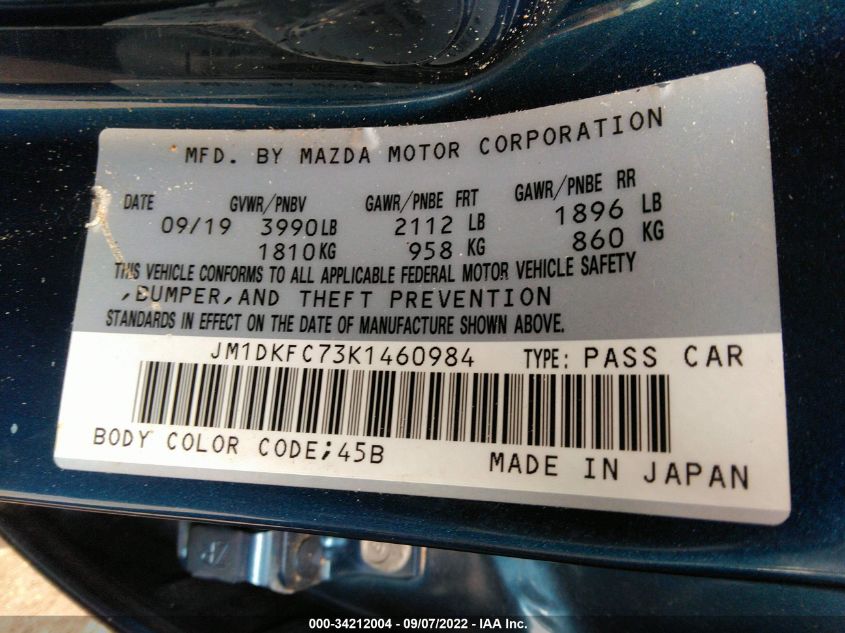 MFD. BY MAZDA MOTOR CORPORATION
DATE GVWR/PNBV GAWR/PNBE FRT GAWR/PNBE RR
09/19 3990LB 2112 LB 1896 LB
1810KG 958 KG 860 KG
THIS VEHICLE CONFORMS TO ALL APPLICABLE FEDERAL MOTOR VEHICLE SAFETY
,BUMPER,AND THEFT PREVENTION
STANDARDS IN EFFECT ON THE DATE OF MANUFACTURE SHOWN ABOVE.
JM1DKFC73K1460984 TYPE: PASS CAR
BODY COLOR CODE;45B MADE IN JAPAN
000-34212004 - 09/07/2022 - IAA Inc.